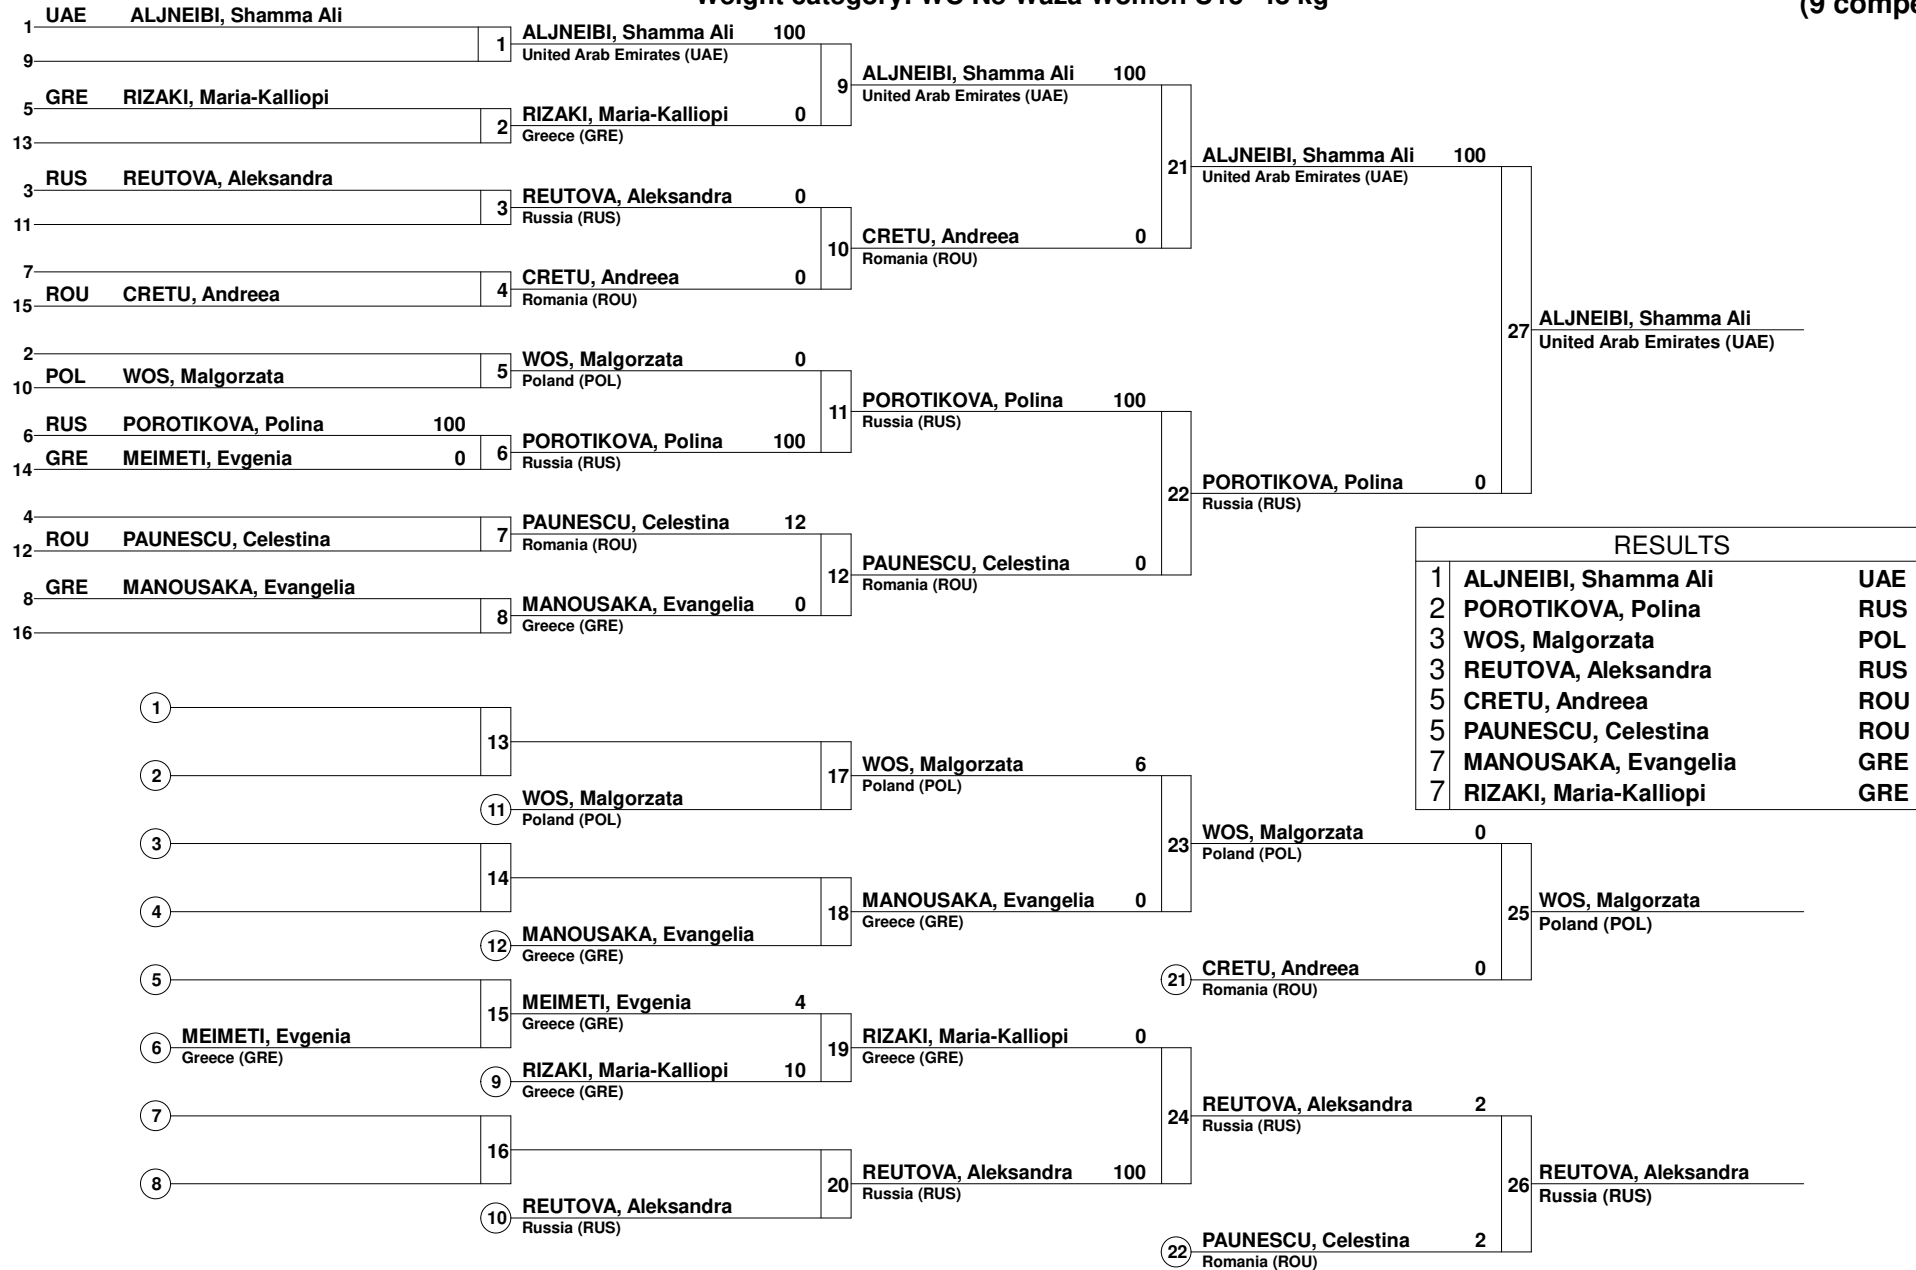 Weight category: WC Ne-Waza Women U18 -48 kg
(9 compe
1 UAE ALJNEIBI, Shamma Ali
9
1
5 GRE RIZAKI, Maria-Kalliopi
13
2
3 RUS REUTOVA, Aleksandra
11
3
7
15 ROU CRETU, Andreea
4
2
10 POL WOS, Malgorzata
5
6 RUS POROTIKOVA, Polina 100
14 GRE MEIMETI, Evgenia 0
6
4
12 ROU PAUNESCU, Celestina
7
8 GRE MANOUSAKA, Evangelia
16
8
ALJNEIBI, Shamma Ali 100
United Arab Emirates (UAE)
9
RIZAKI, Maria-Kalliopi 0
Greece (GRE)
REUTOVA, Aleksandra 0
Russia (RUS)
10
CRETU, Andreea 0
Romania (ROU)
WOS, Malgorzata 0
Poland (POL)
11
POROTIKOVA, Polina 100
Russia (RUS)
PAUNESCU, Celestina 12
Romania (ROU)
12
MANOUSAKA, Evangelia 0
Greece (GRE)
ALJNEIBI, Shamma Ali 100
United Arab Emirates (UAE)
21
CRETU, Andreea 0
Romania (ROU)
POROTIKOVA, Polina 100
Russia (RUS)
22
PAUNESCU, Celestina 0
Romania (ROU)
ALJNEIBI, Shamma Ali 100
United Arab Emirates (UAE)
27
POROTIKOVA, Polina 0
Russia (RUS)
ALJNEIBI, Shamma Ali
United Arab Emirates (UAE)
RESULTS
1 ALJNEIBI, Shamma Ali UAE
2 POROTIKOVA, Polina RUS
3 WOS, Malgorzata POL
3 REUTOVA, Aleksandra RUS
5 CRETU, Andreea ROU
5 PAUNESCU, Celestina ROU
7 MANOUSAKA, Evangelia GRE
7 RIZAKI, Maria-Kalliopi GRE
1
13
2
3
14
4
5
15
6 MEIMETI, Evgenia
Greece (GRE)
7
16
8
17
11 WOS, Malgorzata
Poland (POL)
18
12 MANOUSAKA, Evangelia
Greece (GRE)
MEIMETI, Evgenia 4
Greece (GRE)
19
9 RIZAKI, Maria-Kalliopi 10
Greece (GRE)
20
10 REUTOVA, Aleksandra
Russia (RUS)
WOS, Malgorzata 6
Poland (POL)
23
MANOUSAKA, Evangelia 0
Greece (GRE)
RIZAKI, Maria-Kalliopi 0
Greece (GRE)
24
REUTOVA, Aleksandra 100
Russia (RUS)
WOS, Malgorzata 0
Poland (POL)
25
21 CRETU, Andreea 0
Romania (ROU)
REUTOVA, Aleksandra 2
Russia (RUS)
26
22 PAUNESCU, Celestina 2
Romania (ROU)
WOS, Malgorzata
Poland (POL)
REUTOVA, Aleksandra
Russia (RUS)